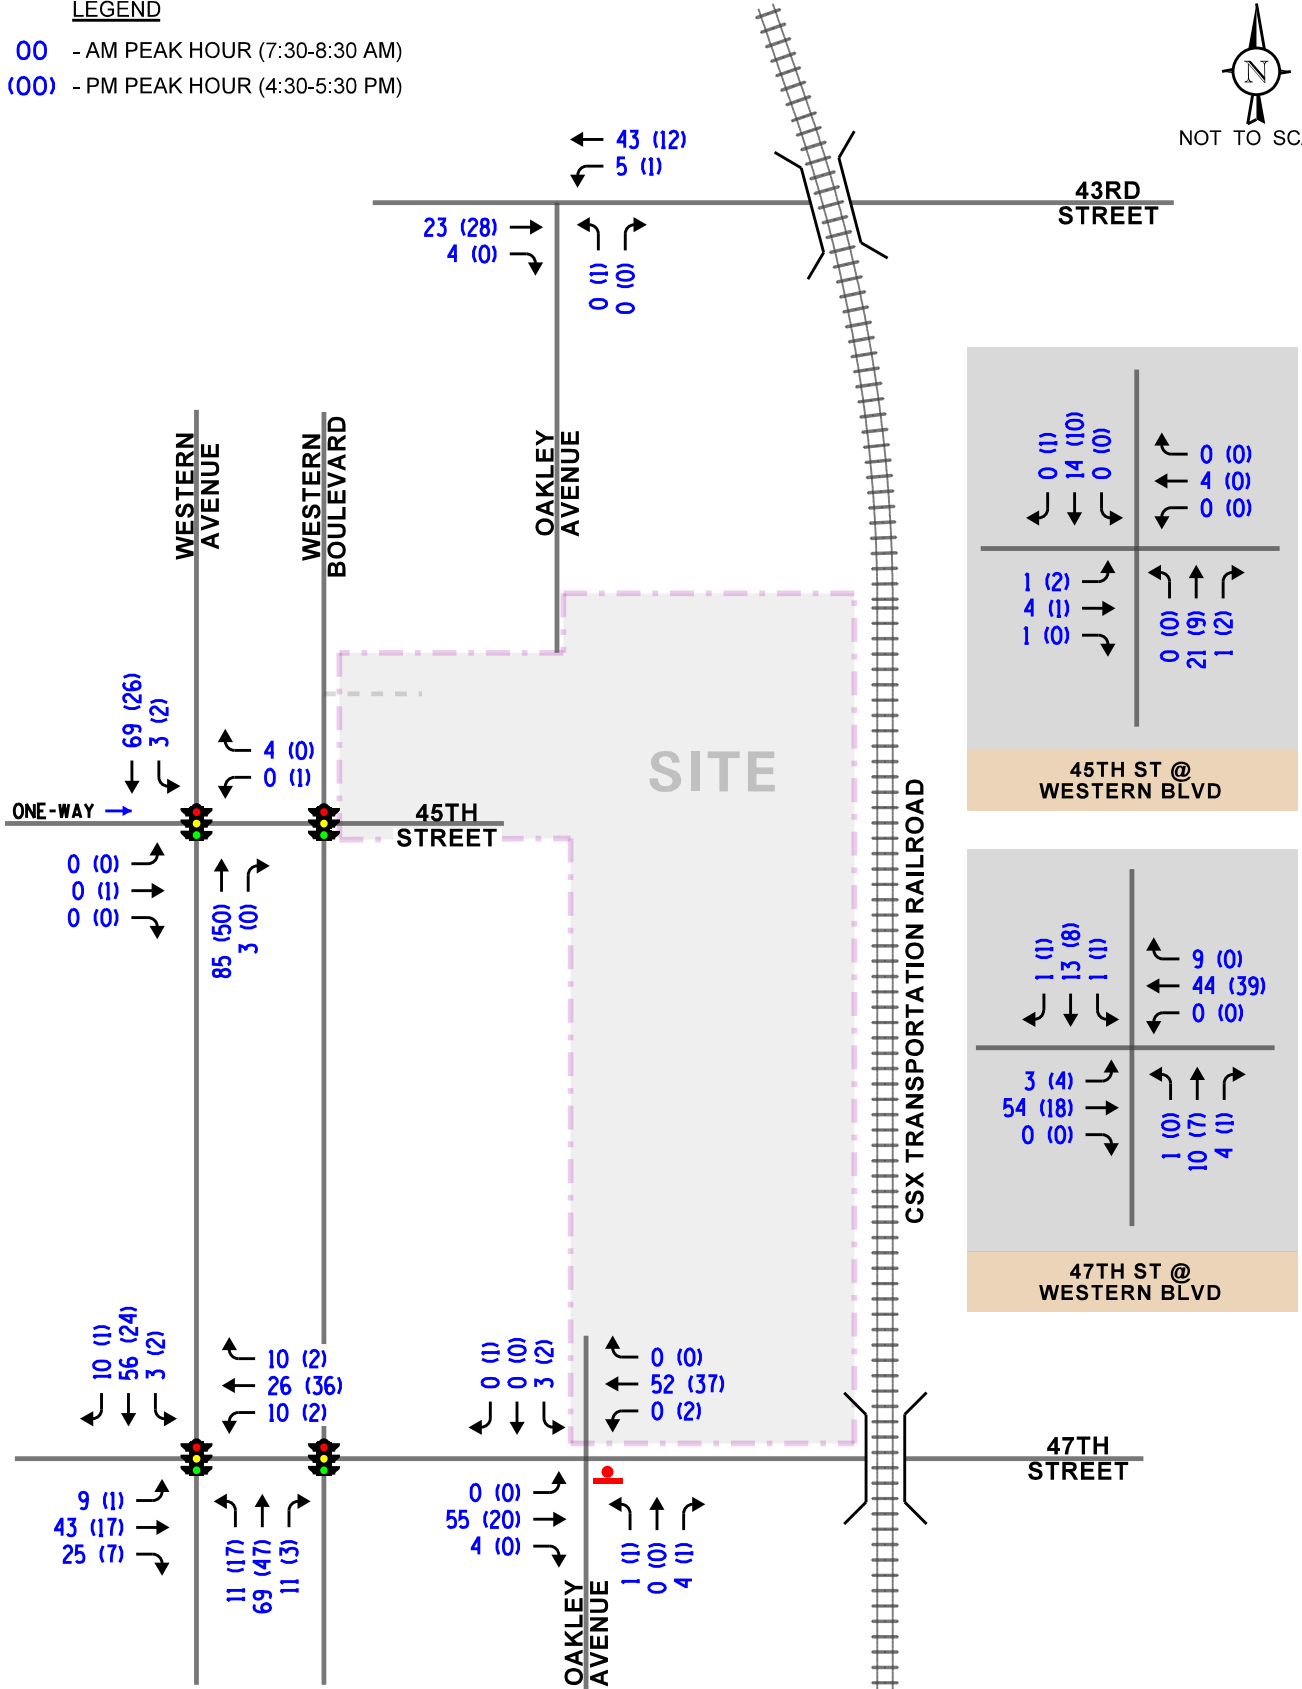 LEGEND
00 - AM PEAK HOUR (7:30-8:30 AM)
(00) - PM PEAK HOUR (4:30-5:30 PM)
N
NOT TO SC
43 (12)
5 (1)
43RD
STREET
23 (28)
4 (0)
0 (1)
0 (0)
WESTERN
AVENUE
WESTERN
BOULEVARD
OAKLEY
AVENUE
0 (1)
14 (10)
0 (0)
0 (0)
4 (0)
0 (0)
1 (2)
4 (1)
1 (0)
0 (0)
21 (9)
1 (2)
45TH ST @
WESTERN BLVD
69 (26)
3 (2)
4 (0)
0 (1)
SITE
ONE-WAY
45TH
STREET
0 (0)
0 (1)
0 (0)
85 (50)
3 (0)
CSX TRANSPORTATION RAILROAD
1 (1)
13 (8)
1 (1)
9 (0)
44 (39)
0 (0)
3 (4)
54 (18)
0 (0)
1 (0)
10 (7)
4 (1)
47TH ST @
WESTERN BLVD
10 (1)
56 (24)
3 (2)
10 (2)
26 (36)
10 (2)
0 (1)
0 (0)
3 (2)
0 (0)
52 (37)
0 (2)
47TH
STREET
9 (1)
43 (17)
25 (7)
11 (17)
69 (47)
11 (3)
0 (0)
55 (20)
4 (0)
1 (1)
0 (0)
4 (1)
OAKLEY
AVENUE